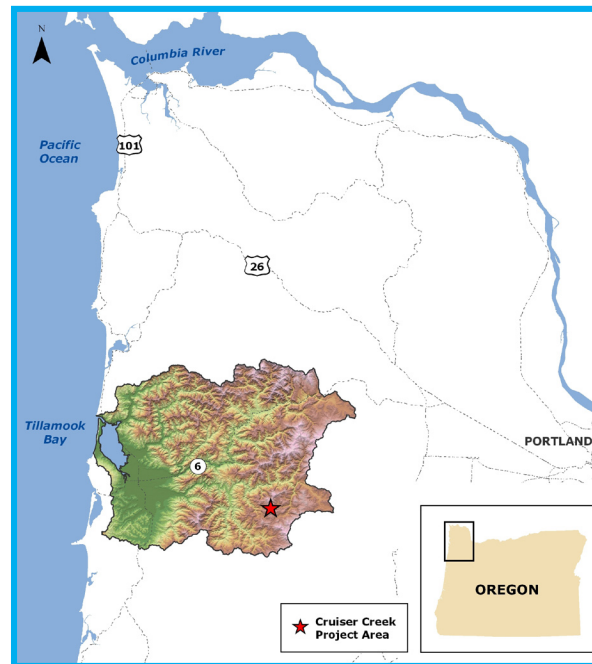 N
Columbia River
Pacific
Ocean
101
26
Tillamook
Bay
6
PORTLAND
OREGON
Cruiser Creek
Project Area